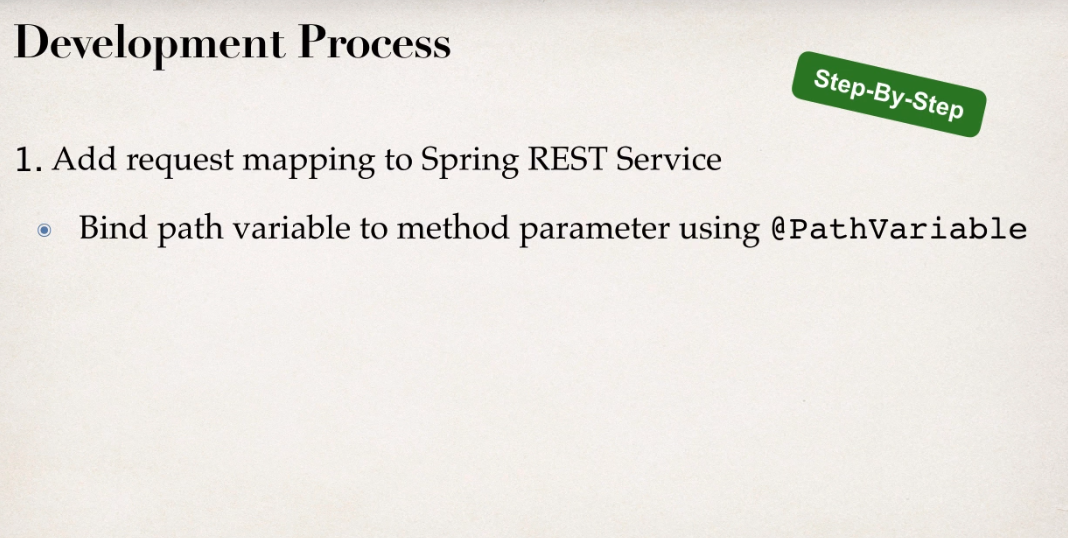 Development Process
Step-By-Step
1. Add request mapping to Spring REST Service
Bind path variable to method parameter using @PathVariable